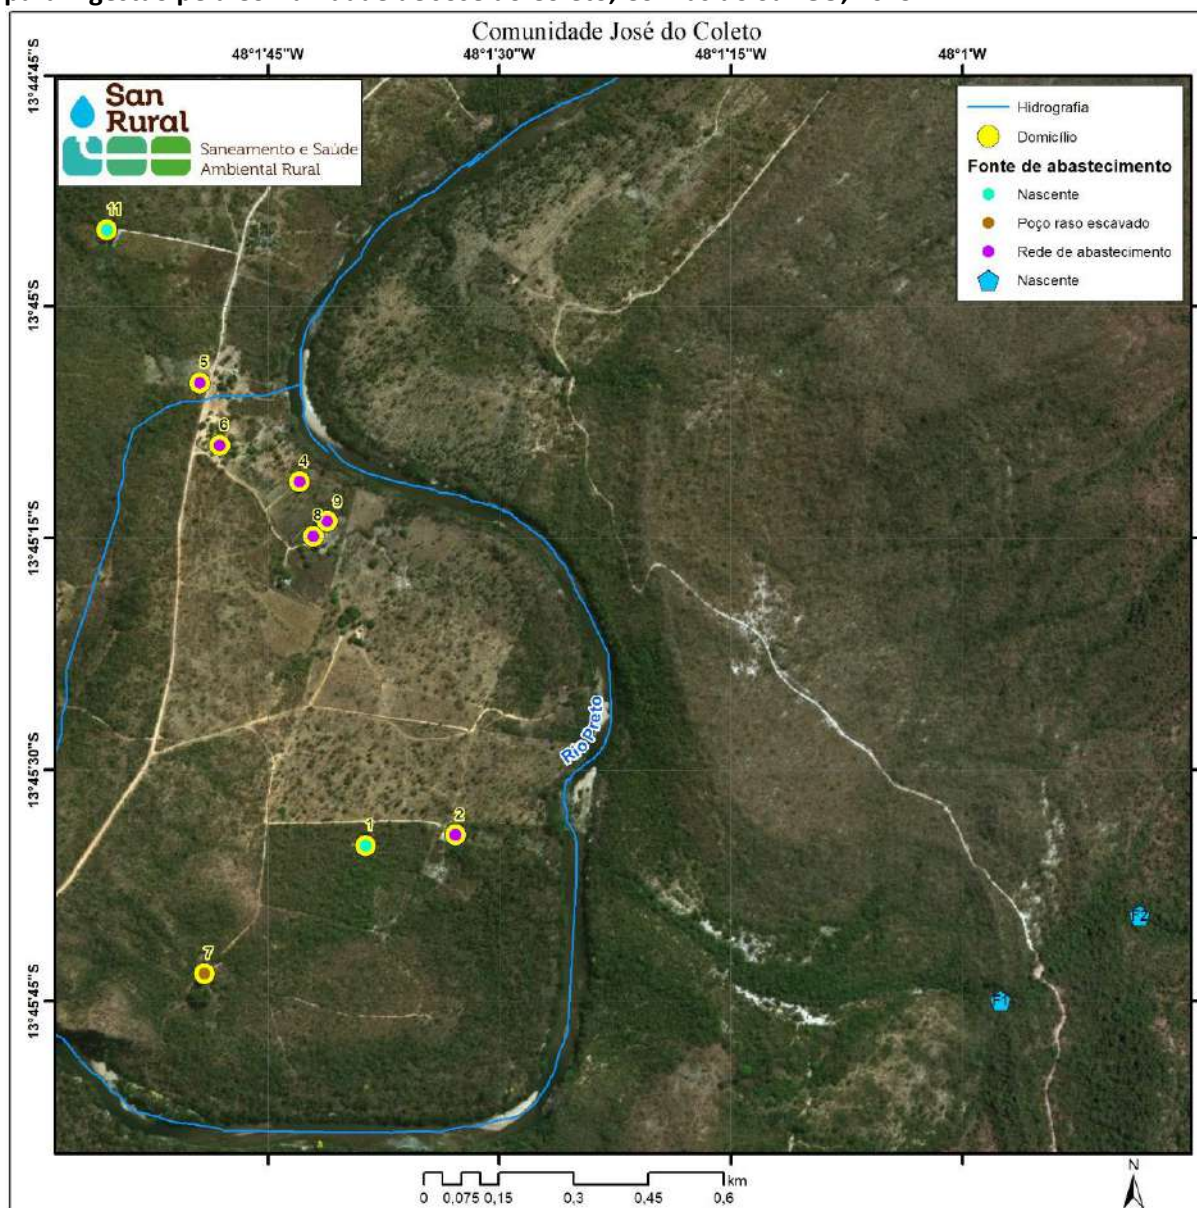 Comunidade José do Coleto
48°1'45"W
48°1'30"W
48°1'15"W
48°1'W
13°44'45"S
San
Rural
Saneamento e Saúde
Ambiental Rural
Hidrografia
Domicílio
Fonte de abastecimento
Nascente
Poço raso escavado
Rede de abastecimento
Nascente
11
13°45'S
5
6
4
9
8
13°45'15"S
Rio Preto
13°45'30"S
1
2
F2
7
F1
13°45'45"S
N
km
0
0,075
0,15
0,3
0,45
0,6